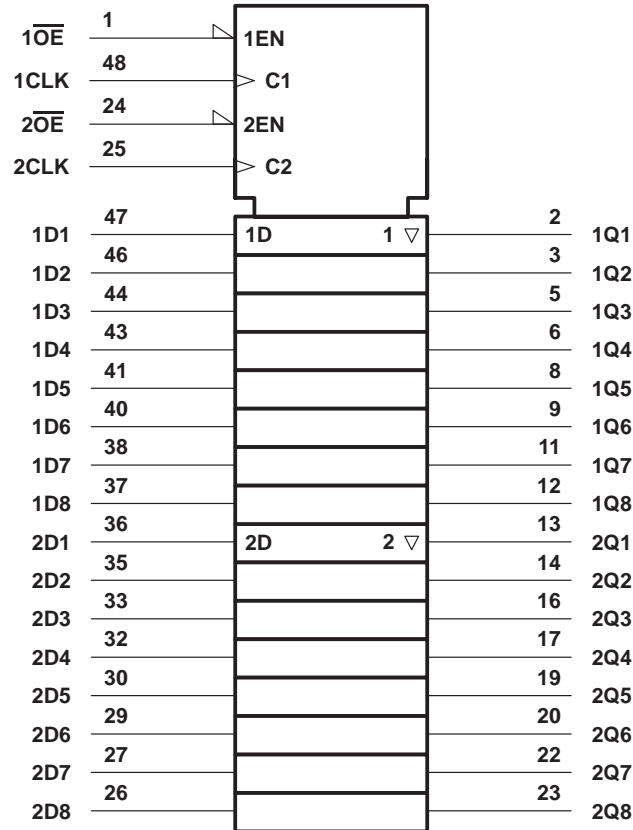 1O̅E̅ 1 1EN
1CLK 48 C1
2O̅E̅ 24 2EN
2CLK 25 C2
1D1 47 1D 1 ▽ 2 1Q1
1D2 46 3 1Q2
1D3 44 5 1Q3
1D4 43 6 1Q4
1D5 41 8 1Q5
1D6 40 9 1Q6
1D7 38 11 1Q7
1D8 37 12 1Q8
2D1 36 2D 2 ▽ 13 2Q1
2D2 35 14 2Q2
2D3 33 16 2Q3
2D4 32 17 2Q4
2D5 30 19 2Q5
2D6 29 20 2Q6
2D7 27 22 2Q7
2D8 26 23 2Q8